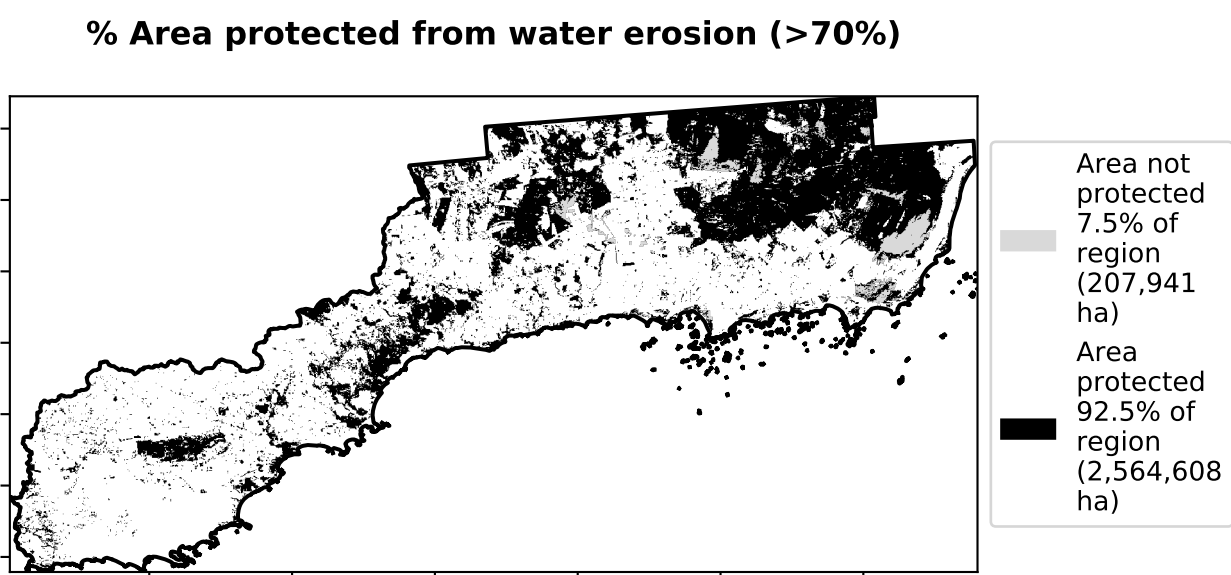 % Area protected from water erosion (>70%)
Area not
protected
7.5% of
region
(207,941
ha)
Area
protected
92.5% of
region
(2,564,608
ha)